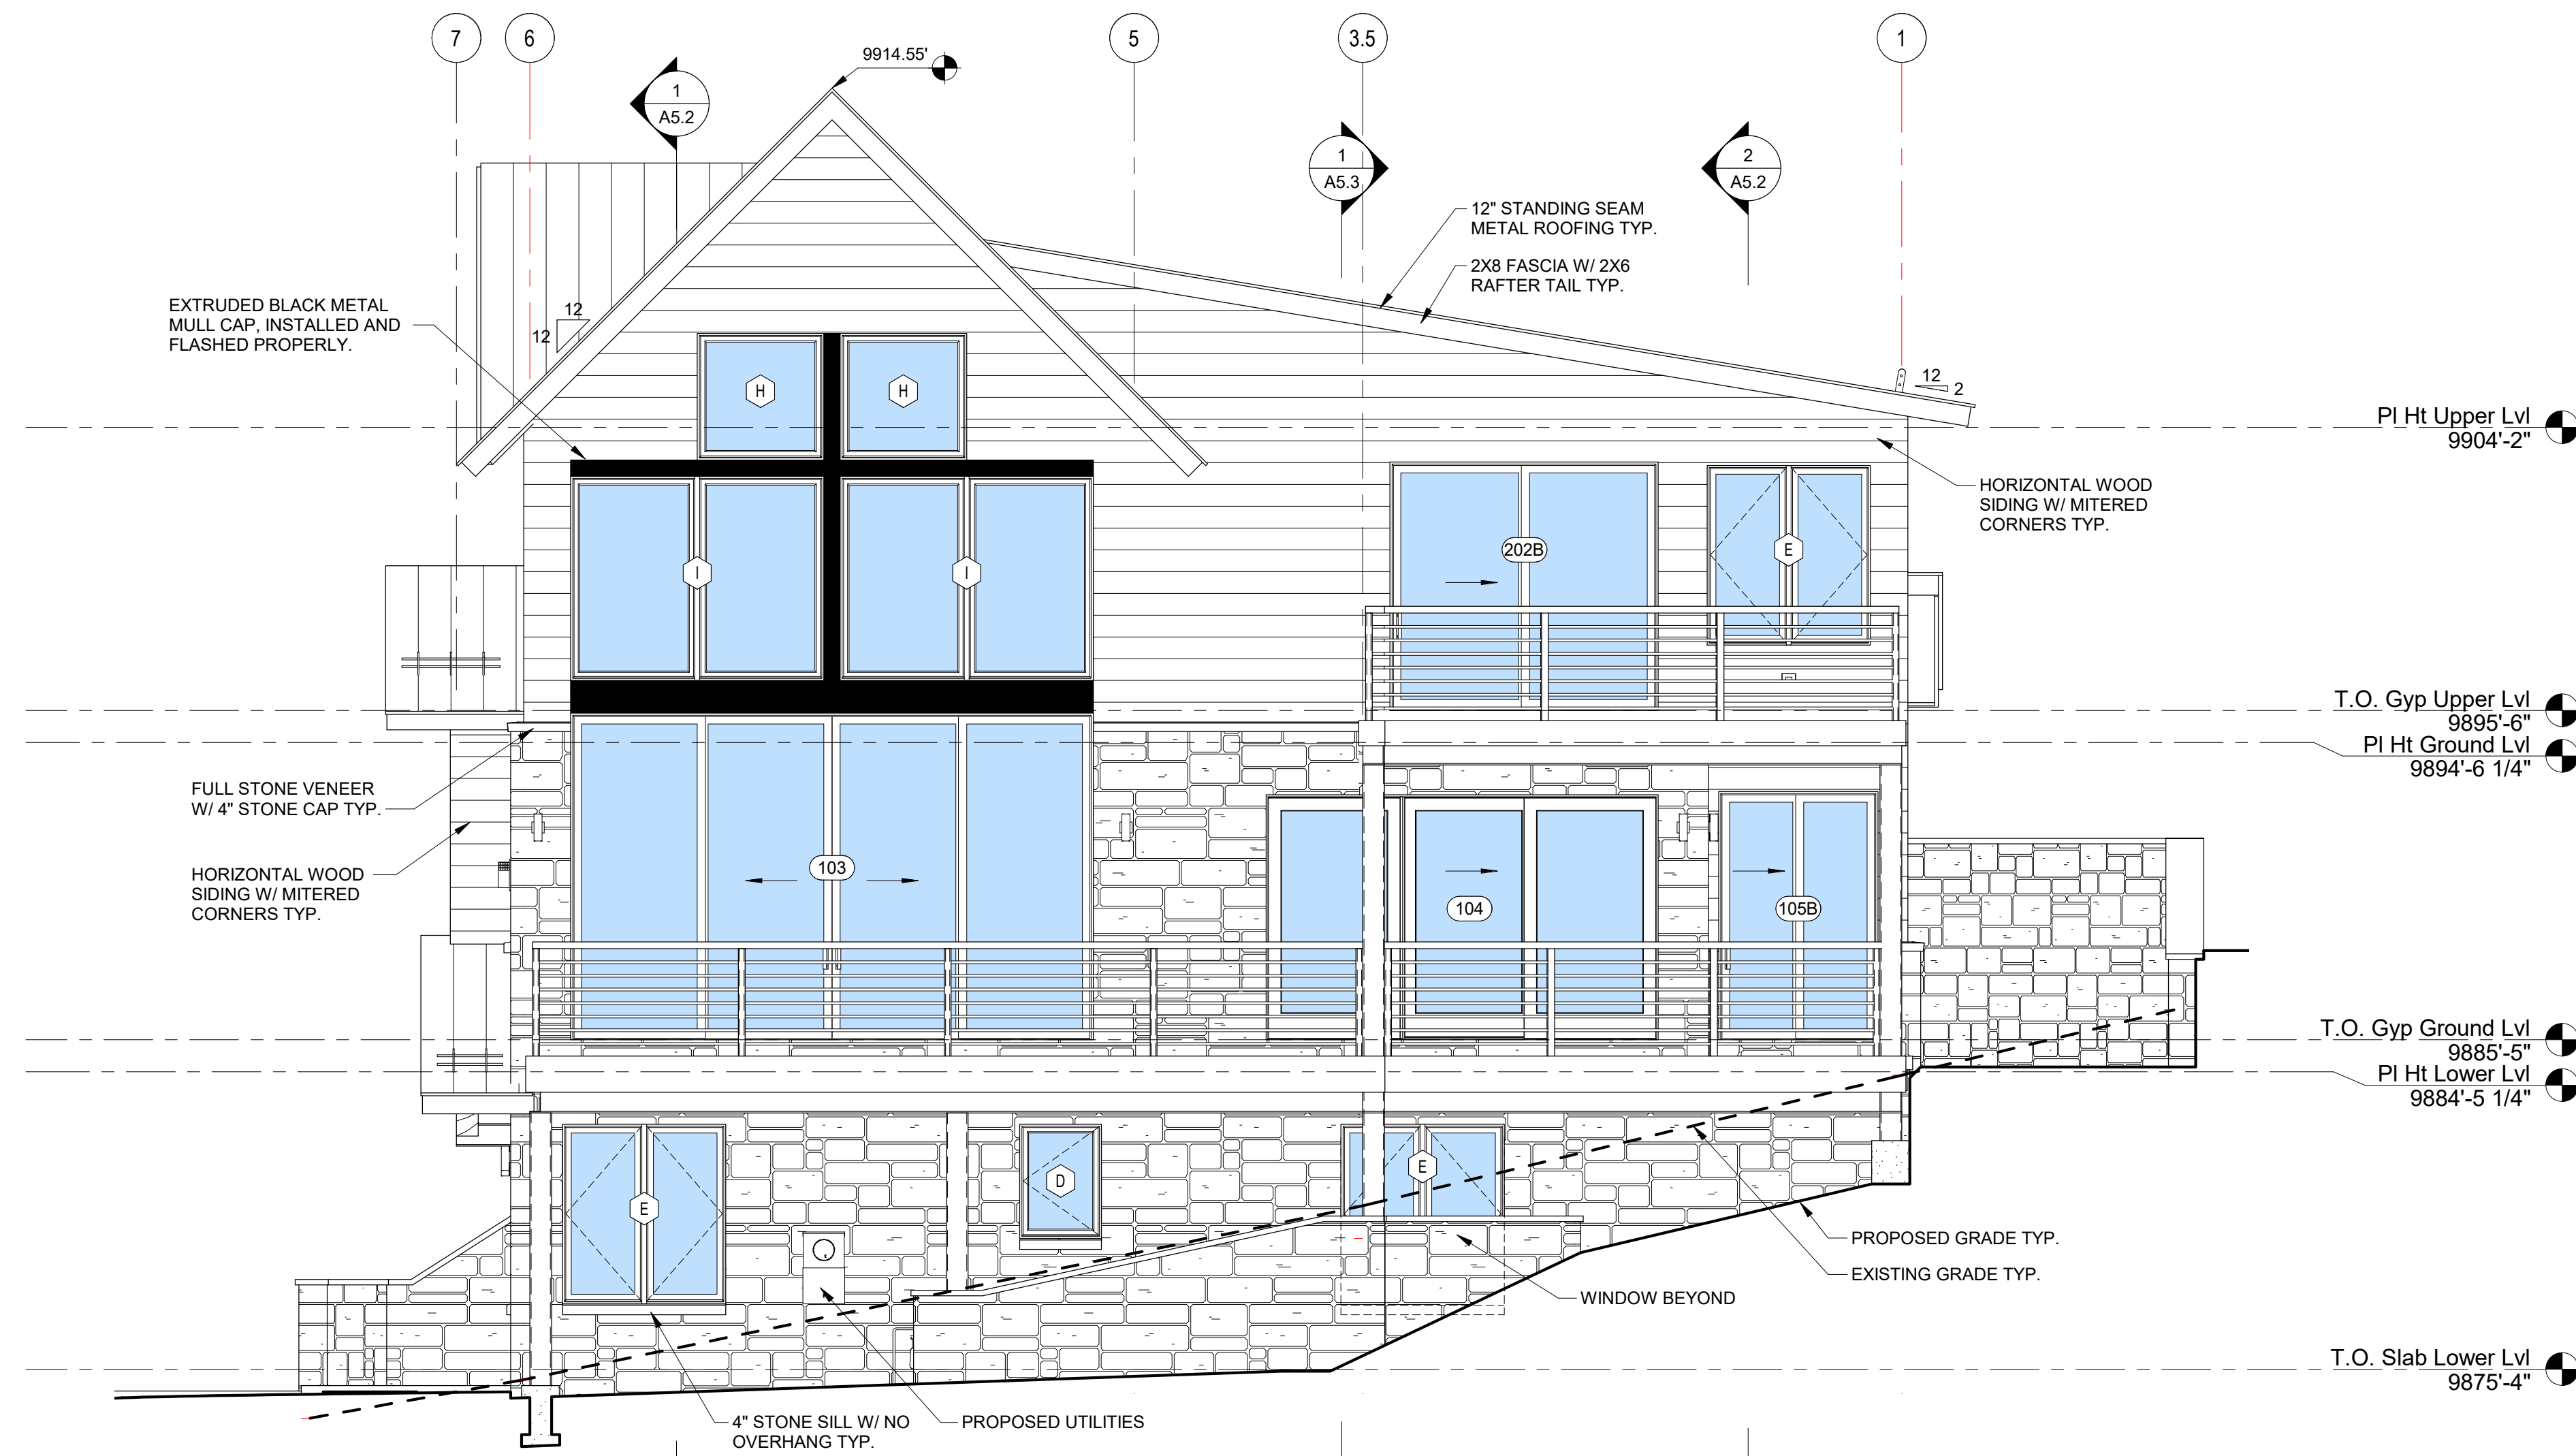 7
6
5
3.5
1
9914.55'
1
A5.2
1
A5.3
2
A5.2
12" STANDING SEAM
METAL ROOFING TYP.
2X8 FASCIA W/ 2X6
RAFTER TAIL TYP.
EXTRUDED BLACK METAL
MULL CAP, INSTALLED AND
FLASHED PROPERLY.
12
12
H
H
12
2
Pl Ht Upper Lvl
9904'-2"
HORIZONTAL WOOD
SIDING W/ MITERED
CORNERS TYP.
202B
E
I
I
T.O. Gyp Upper Lvl
9895'-6"
Pl Ht Ground Lvl
9894'-6 1/4"
FULL STONE VENEER
W/ 4" STONE CAP TYP.
HORIZONTAL WOOD
SIDING W/ MITERED
CORNERS TYP.
103
104
105B
T.O. Gyp Ground Lvl
9885'-5"
Pl Ht Lower Lvl
9884'-5 1/4"
E
D
E
PROPOSED GRADE TYP.
EXISTING GRADE TYP.
WINDOW BEYOND
T.O. Slab Lower Lvl
9875'-4"
4" STONE SILL W/ NO
OVERHANG TYP.
PROPOSED UTILITIES